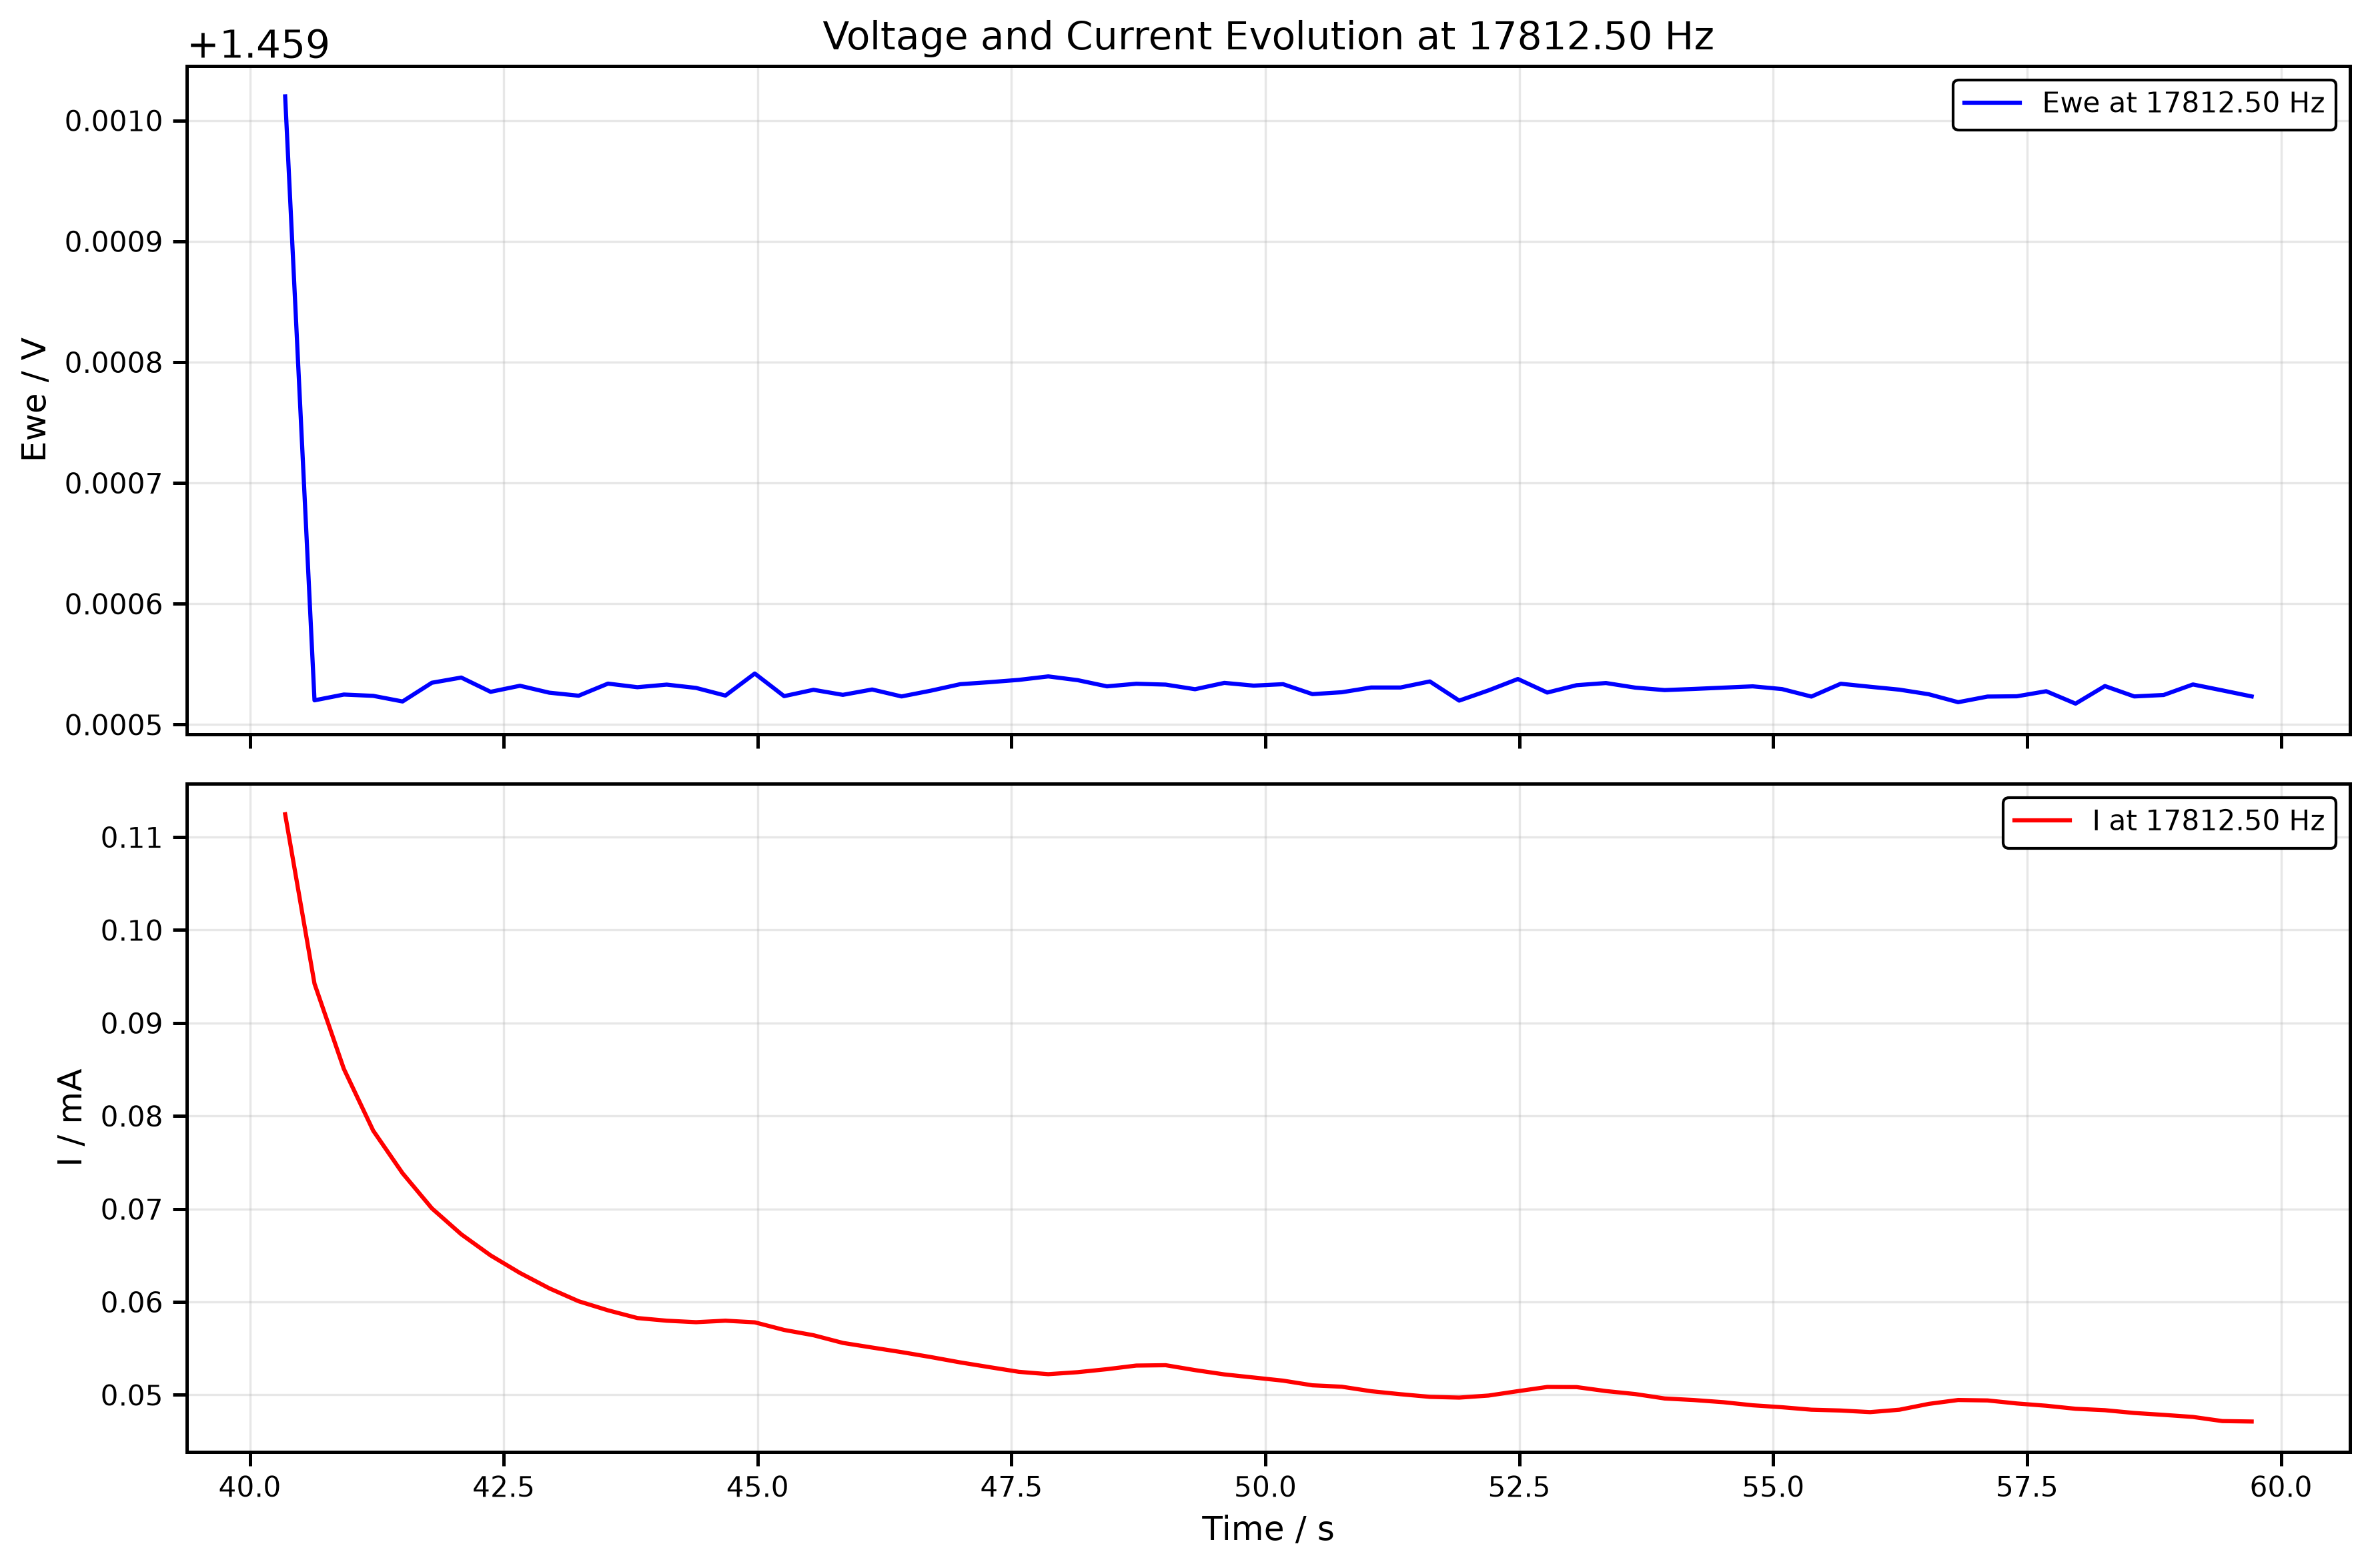 Voltage and Current Evolution at 17812.50 Hz
+1.459
Ewe at 17812.50 Hz
0.0010
0.0009
0.0008
0.0007
0.0006
0.0005
Ewe / V
I at 17812.50 Hz
0.11
0.10
0.09
0.08
0.07
0.06
0.05
I / mA
40.0 42.5 45.0 47.5 50.0 52.5 55.0 57.5 60.0
Time / s